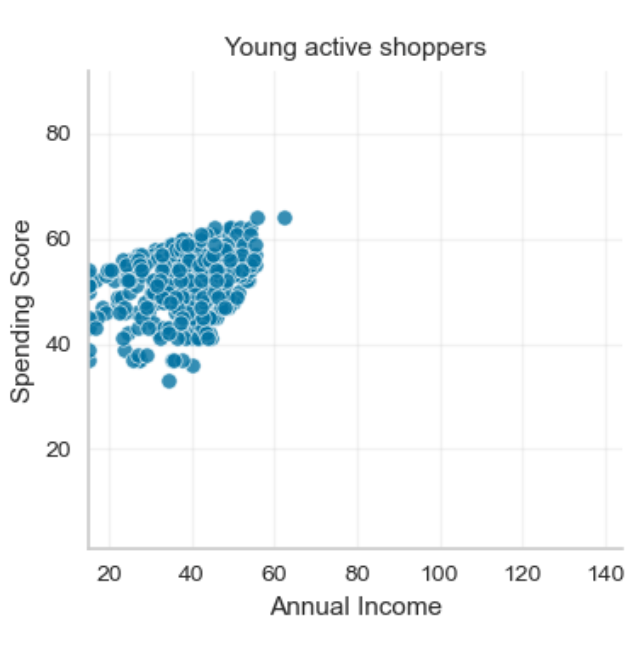 Young active shoppers
80
60
40
20
Spending Score
20 40 60 80 100 120 140
Annual Income